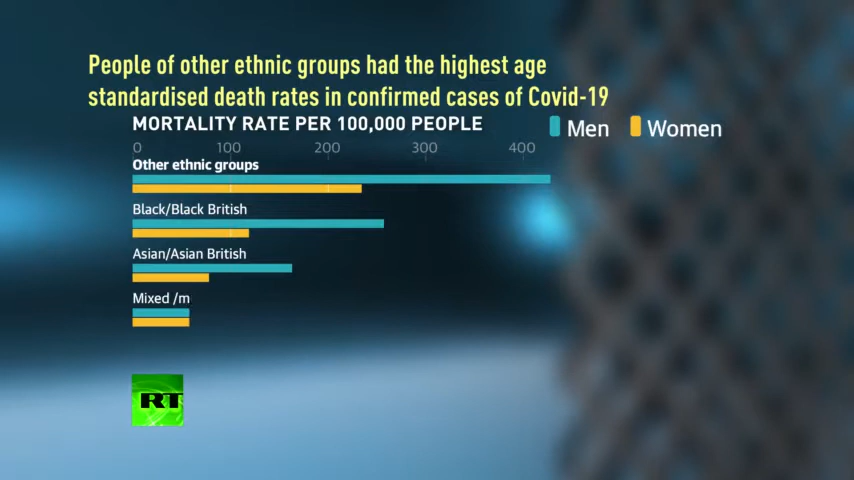 People of other ethnic groups had the highest age
standardised death rates in confirmed cases of Covid-19
MORTALITY RATE PER 100,000 PEOPLE
Men
Women
0 100 200 300 400
Other ethnic groups
Black/Black British
Asian/Asian British
Mixed /m
RT